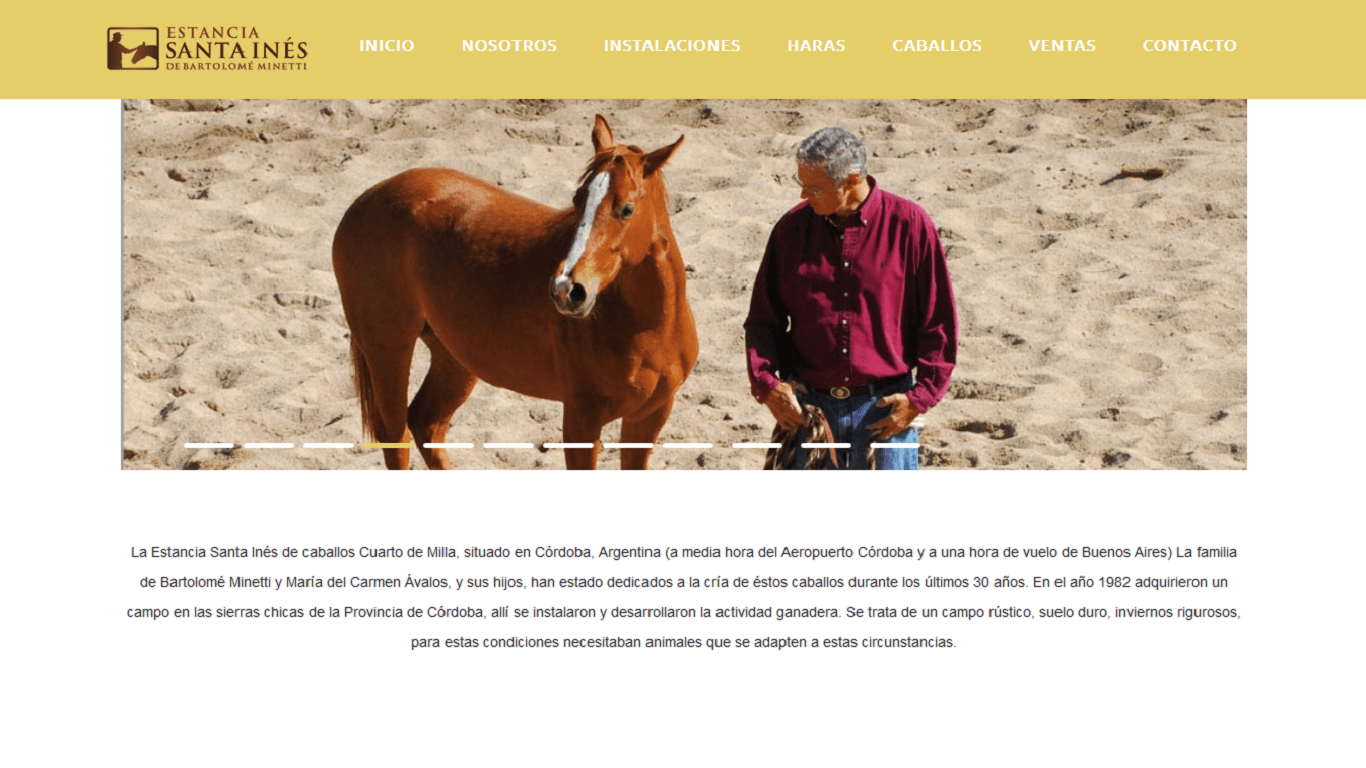 ESTANCIA
SANTA INÉS
DE BARTOLOMÉ MINETTI
INICIO NOSOTROS INSTALACIONES HARAS CABALLOS VENTAS CONTACTO
La Estancia Santa Inés de caballos Cuarto de Milla, situado en Córdoba, Argentina (a media hora del Aeropuerto Córdoba y a una hora de vuelo de Buenos Aires) La familia
de Bartolomé Minetti y María del Carmen Ávalos, y sus hijos, han estado dedicados a la cría de éstos caballos durante los últimos 30 años. En el año 1982 adquirieron un
campo en las sierras chicas de la Provincia de Córdoba, allí se instalaron y desarrollaron la actividad ganadera. Se trata de un campo rústico, suelo duro, inviernos rigurosos,
para estas condiciones necesitaban animales que se adapten a estas circunstancias.